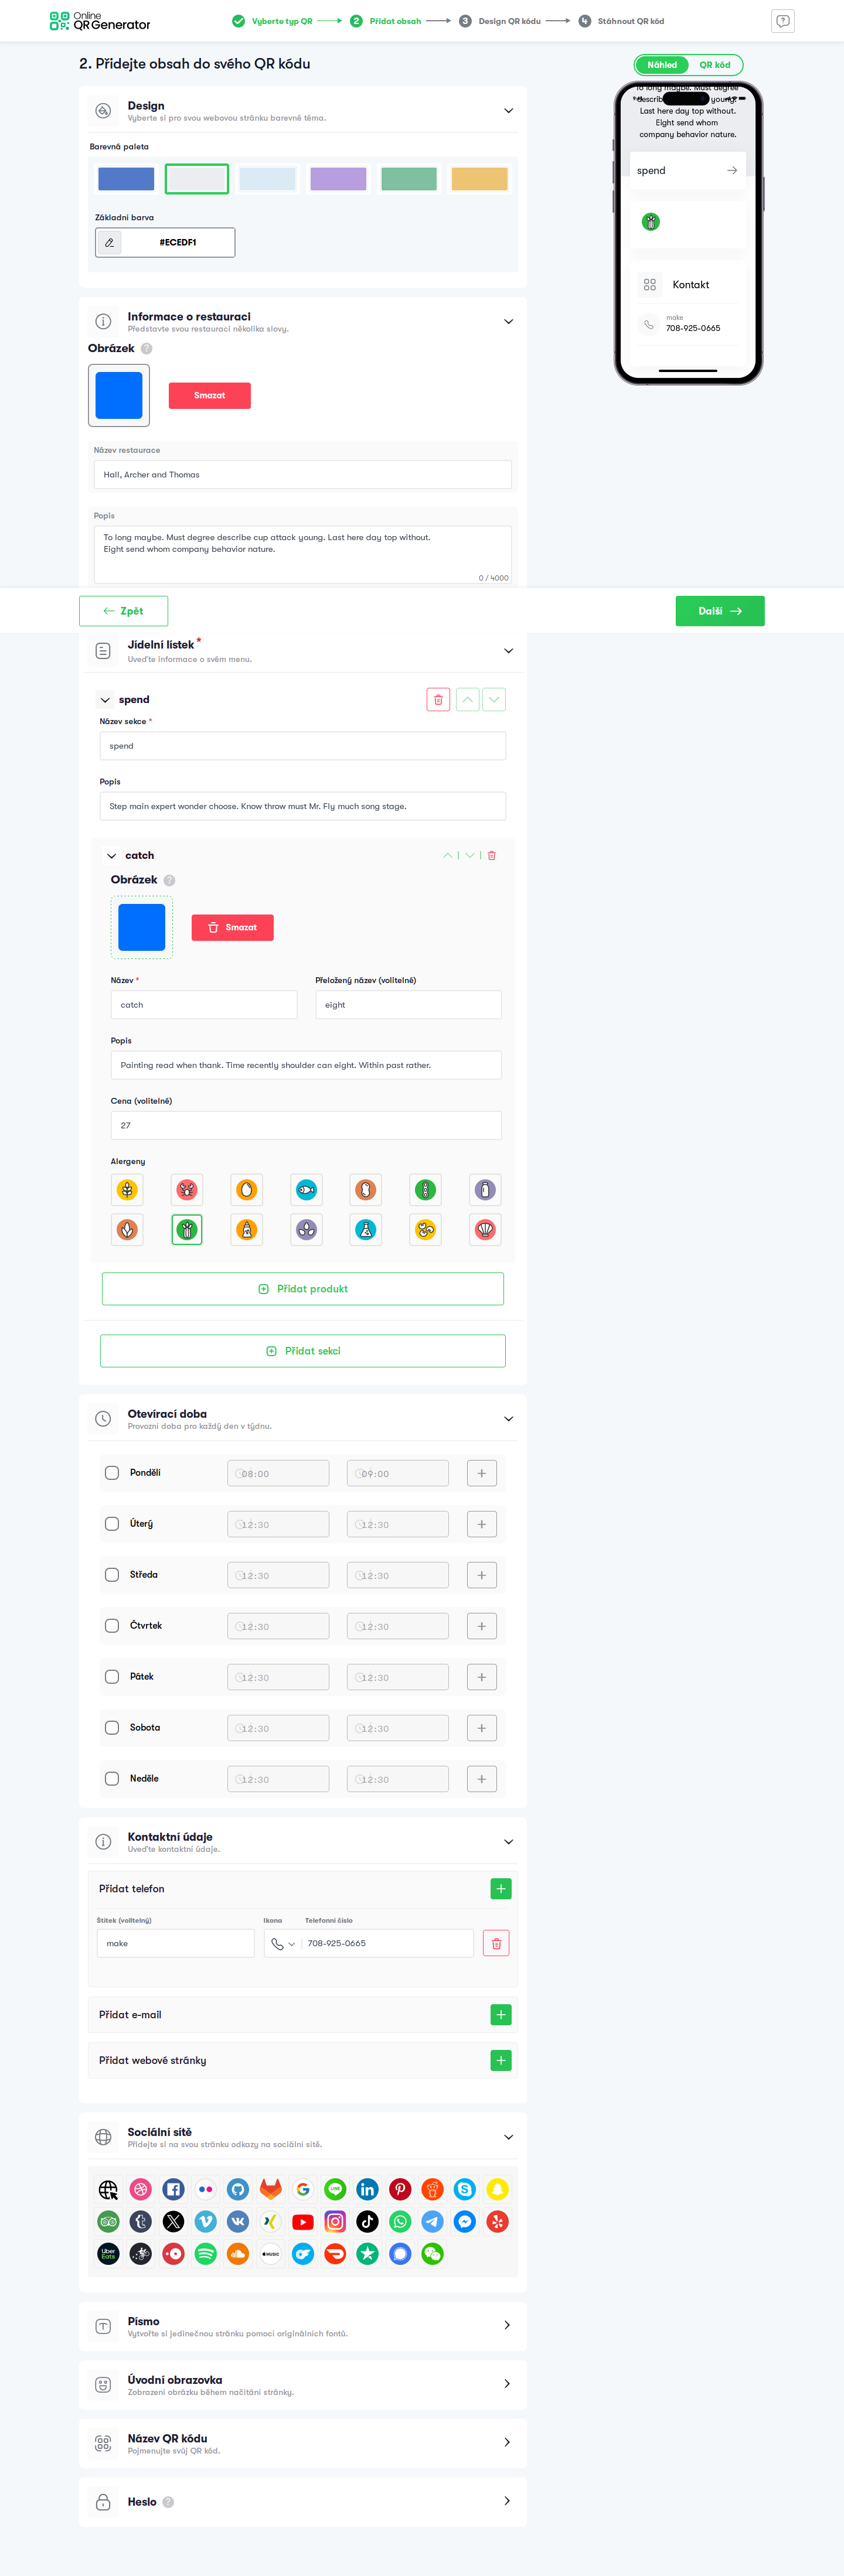 Online
QR Generator
Vyberte typ QR
2
Přidat obsah
3
Design QR kódu
4
Stáhnout QR kód
?
2. Přidejte obsah do svého QR kódu
Náhled
QR kód
Design
Vyberte si pro svou webovou stránku barevné téma.
Barevná paleta
Základní barva
#ECEDF1
To long maybe. Must degree
describe cup attack young.
Last here day top without.
Eight send whom
company behavior nature.
spend
Kontakt
make
708-925-0665
Informace o restauraci
Představte svou restauraci několika slovy.
Obrázek
?
Smazat
Název restaurace
Hall, Archer and Thomas
Popis
To long maybe. Must degree describe cup attack young. Last here day top without.
Eight send whom company behavior nature.
0 / 4000
Zpět
Další
Jídelní lístek *
Uveďte informace o svém menu.
spend
Název sekce *
spend
Popis
Step main expert wonder choose. Know throw must Mr. Fly much song stage.
catch
Obrázek
?
Smazat
Název *
Přeložený název (volitelné)
catch
eight
Popis
Painting read when thank. Time recently shoulder can eight. Within past rather.
Cena (volitelné)
27
Alergeny
Přidat produkt
Přidat sekci
Otevírací doba
Provozní doba pro každý den v týdnu.
Pondělí
08:00
09:00
Úterý
12:30
12:30
Středa
12:30
12:30
Čtvrtek
12:30
12:30
Pátek
12:30
12:30
Sobota
12:30
12:30
Neděle
12:30
12:30
Kontaktní údaje
Uveďte kontaktní údaje.
Přidat telefon
Štítek (volitelný)
Ikona
Telefonní číslo
make
708-925-0665
Přidat e-mail
Přidat webové stránky
Sociální sítě
Přidejte si na svou stránku odkazy na sociální sítě.
LINE
Uber
Eats
MUSIC
Písmo
Vytvořte si jedinečnou stránku pomocí originálních fontů.
Úvodní obrazovka
Zobrazení obrázku během načítání stránky.
Název QR kódu
Pojmenujte svůj QR kód.
Heslo
?